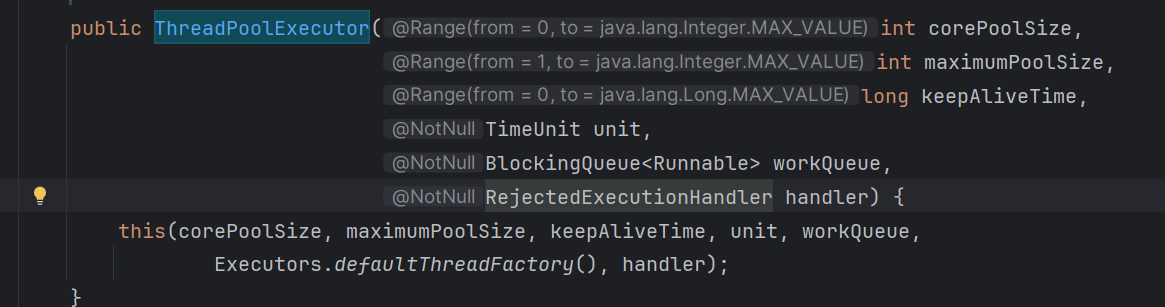 public ThreadPoolExecutor(@Range(from = 0, to = java.lang.Integer.MAX_VALUE) int corePoolSize,
@Range(from = 1, to = java.lang.Integer.MAX_VALUE) int maximumPoolSize,
@Range(from = 0, to = java.lang.Long.MAX_VALUE) long keepAliveTime,
@NotNull TimeUnit unit,
@NotNull BlockingQueue<Runnable> workQueue,
@NotNull RejectedExecutionHandler handler) {
this(corePoolSize, maximumPoolSize, keepAliveTime, unit, workQueue,
Executors.defaultThreadFactory(), handler);
}